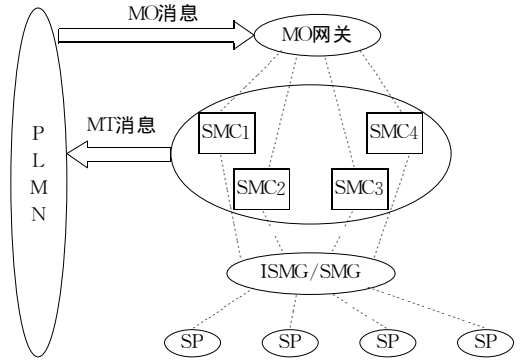 MO消息
MO网关
MT消息
PLMN
SMC1
SMC4
SMC2
SMC3
ISMG/SMG
SP
SP
SP
SP